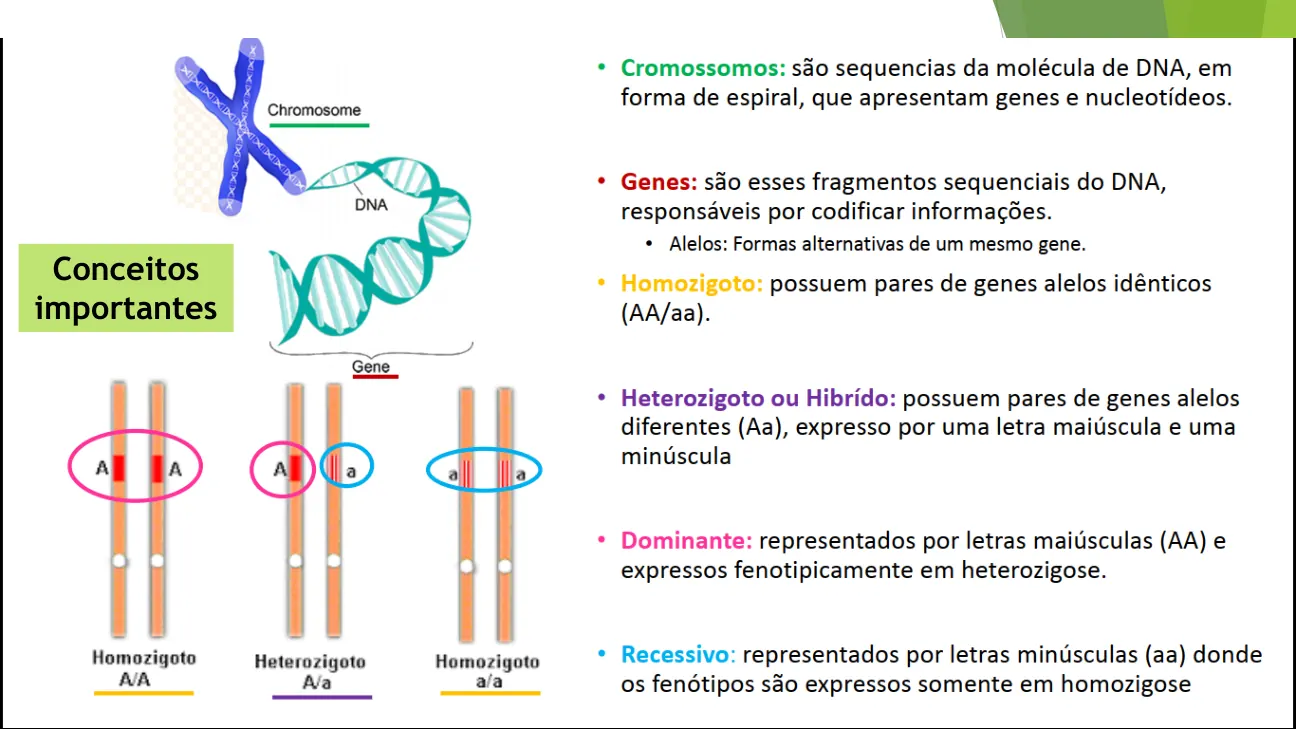 Chromosome
DNA
Gene
Conceitos
importantes
A A
A a
a a
Homozigoto
A/A
Heterozigoto
A/a
Homozigoto
a/a
• Cromossomos: são sequencias da molécula de DNA, em
forma de espiral, que apresentam genes e nucleotídeos.
• Genes: são esses fragmentos sequenciais do DNA,
responsáveis por codificar informações.
• Alelos: Formas alternativas de um mesmo gene.
• Homozigoto: possuem pares de genes alelos idênticos
(AA/aa).
• Heterozigoto ou Hibrído: possuem pares de genes alelos
diferentes (Aa), expresso por uma letra maiúscula e uma
minúscula
• Dominante: representados por letras maiúsculas (AA) e
expressos fenotipicamente em heterozigose.
• Recessivo: representados por letras minúsculas (aa) donde
os fenótipos são expressos somente em homozigose